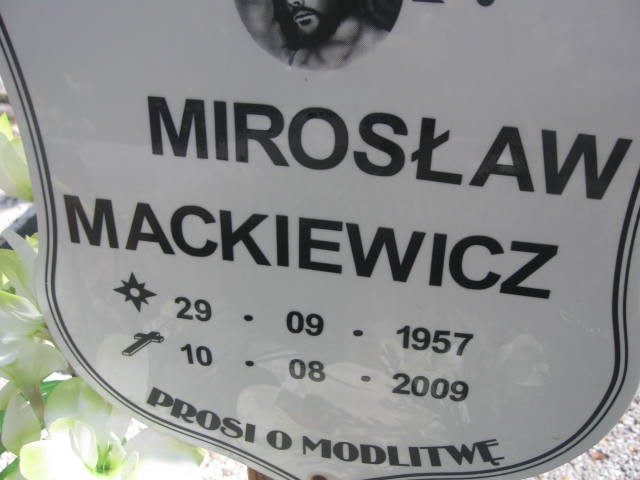 MIROSŁAW
MACKIEWICZ
29 • 09 • 1957
10 • 08 • 2009
PROSI O MODLITWĘ